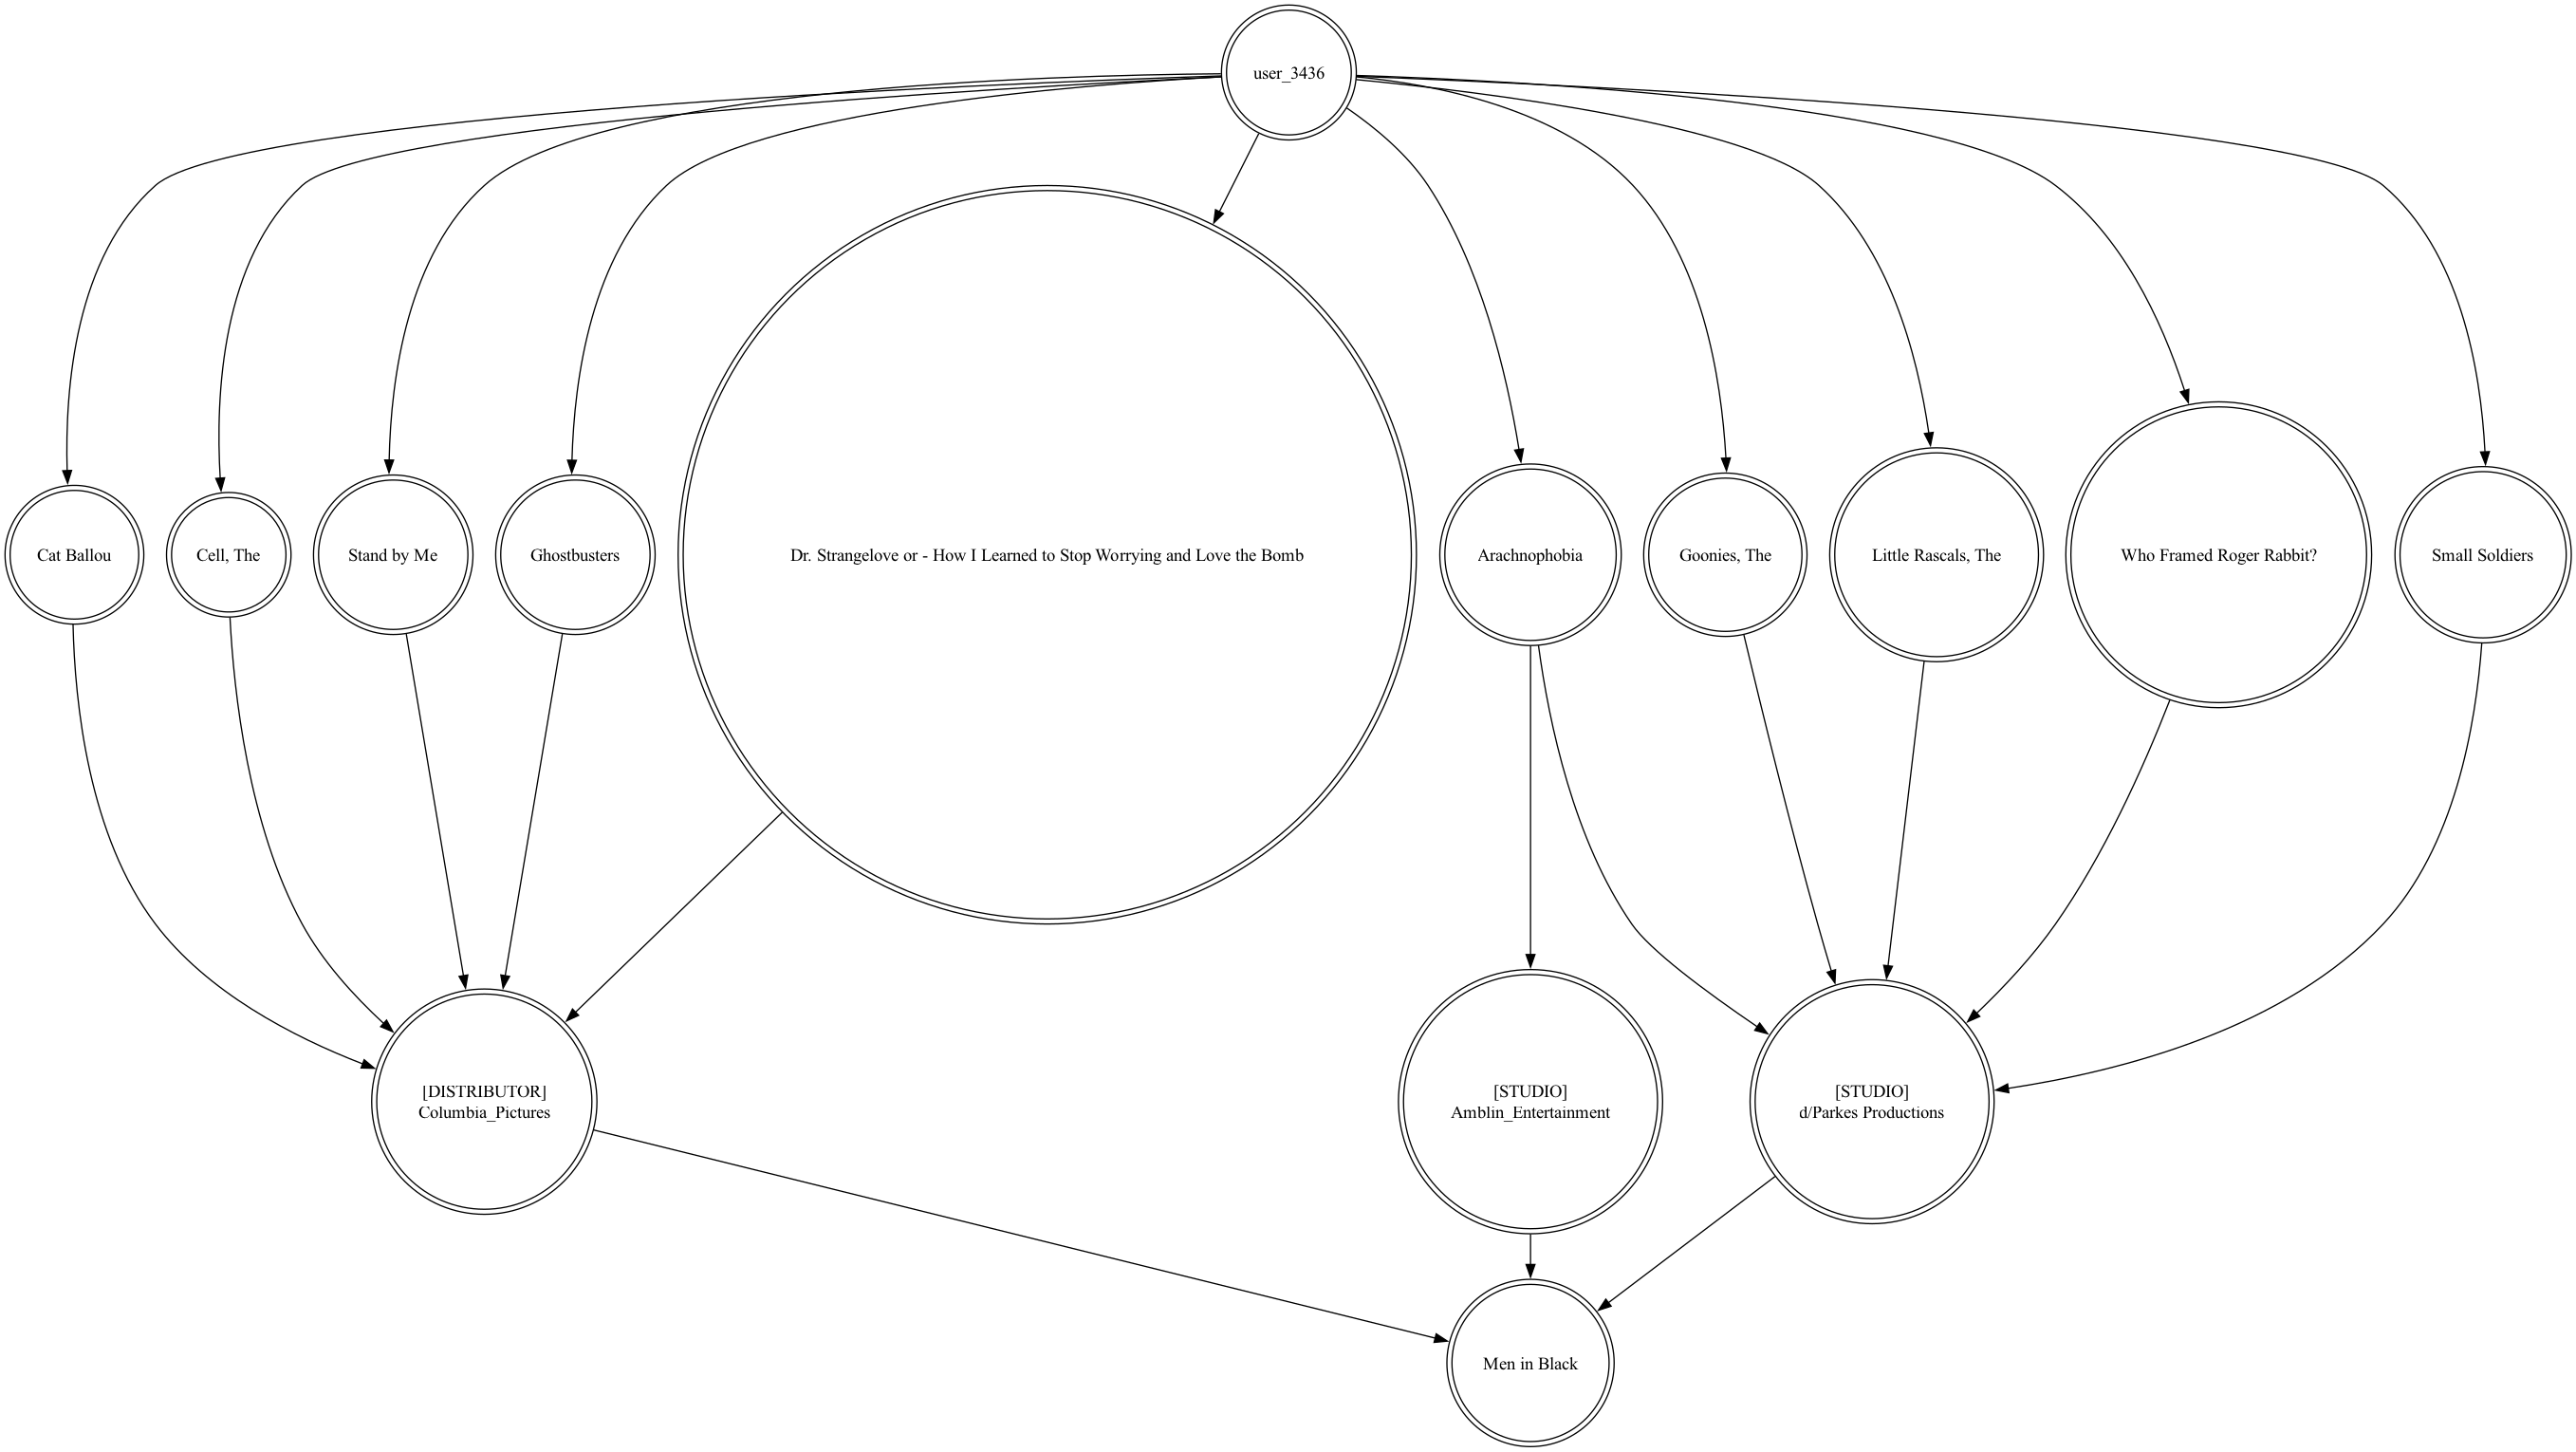 user_3436
Cat Ballou
Cell, The
Stand by Me
Ghostbusters
Dr. Strangelove or - How I Learned to Stop Worrying and Love the Bomb
Arachnophobia
Goonies, The
Little Rascals, The
Who Framed Roger Rabbit?
Small Soldiers
[DISTRIBUTOR]
Columbia_Pictures
[STUDIO]
Amblin_Entertainment
[STUDIO]
d/Parkes Productions
Men in Black